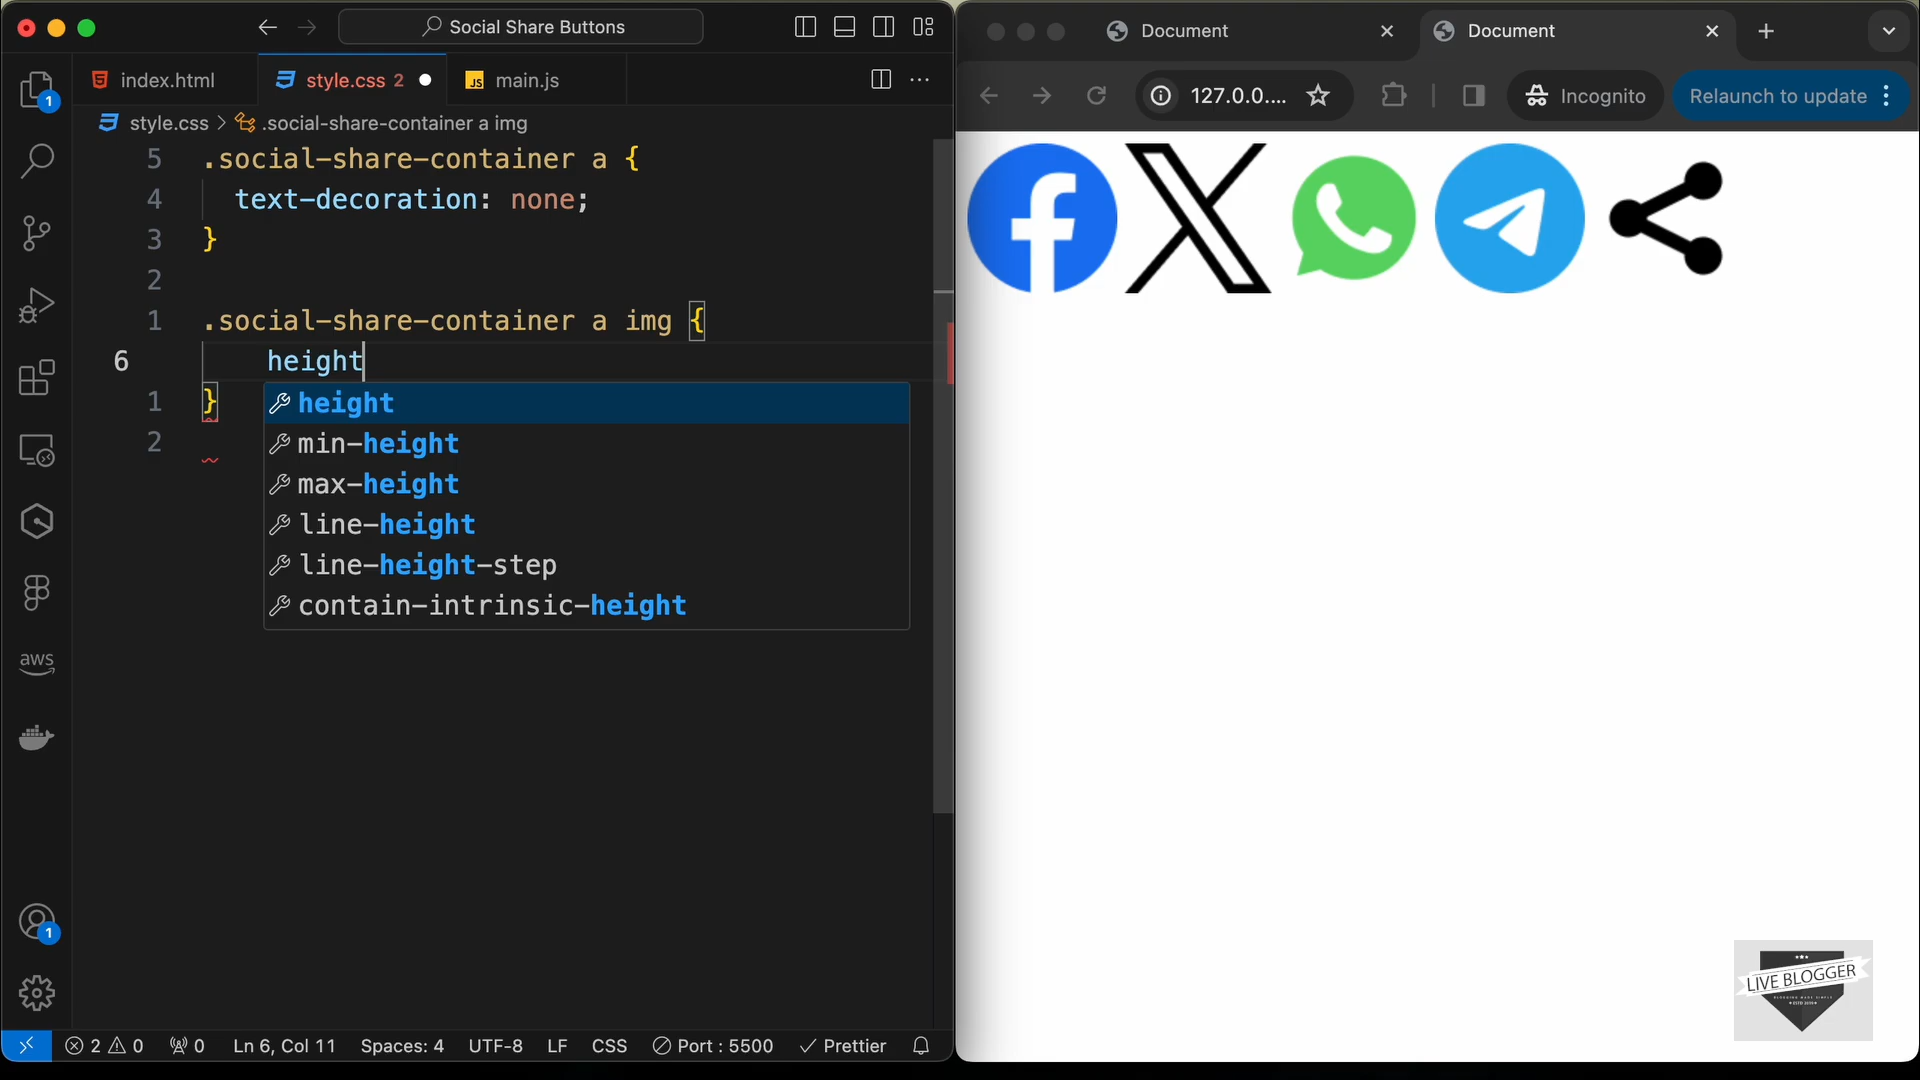 Social Share Buttons
index.html
style.css 2
JS main.js
style.css > .social-share-container a img
5 .social-share-container a {
4 text-decoration: none;
3 }
2
1 .social-share-container a img {
6 height
1 }
2
height
min-height
max-height
line-height
line-height-step
contain-intrinsic-height
1
aws
1
2 0 0 Ln 6, Col 11 Spaces: 4 UTF-8 LF CSS Port : 5500 Prettier
Document
Document
127.0.0....
Incognito
Relaunch to update
LIVE BLOGGER